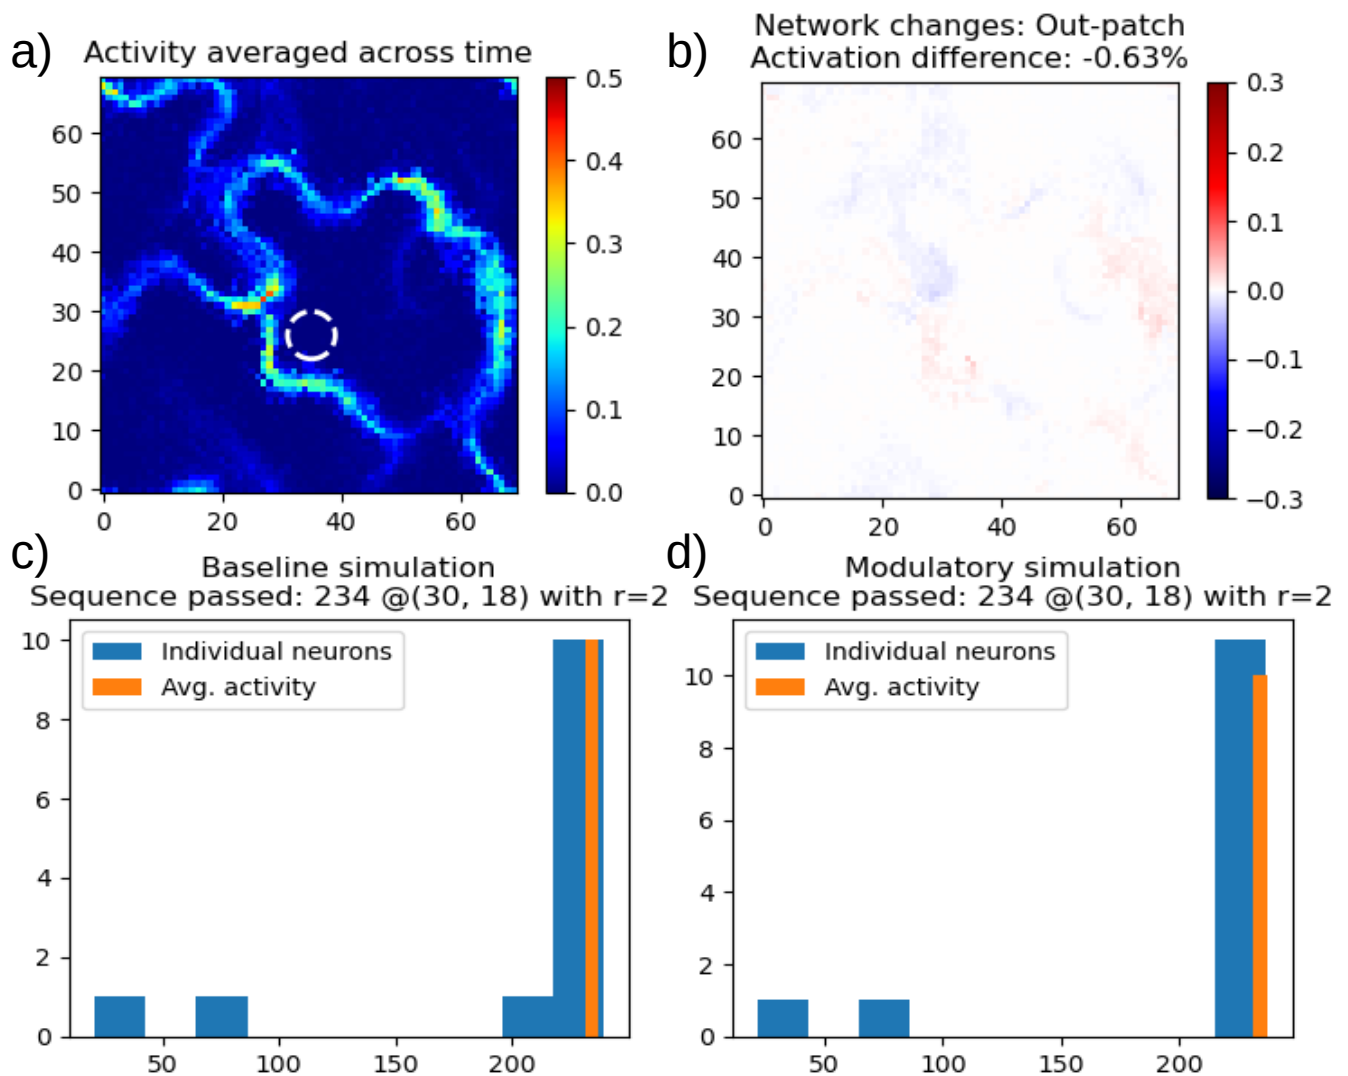 a)
Activity averaged across time
0.5
0.4
0.3
0.2
0.1
0.0
60
50
40
30
20
10
0
0 20 40 60
b)
Network changes: Out-patch
Activation difference: -0.63%
0.3
0.2
0.1
0.0
−0.1
−0.2
−0.3
60
50
40
30
20
10
0
0 20 40 60
c)
Baseline simulation
Sequence passed: 234 @(30, 18) with r=2
Individual neurons
Avg. activity
10
8
6
4
2
0
50 100 150 200
d)
Modulatory simulation
Sequence passed: 234 @(30, 18) with r=2
Individual neurons
Avg. activity
10
8
6
4
2
0
50 100 150 200